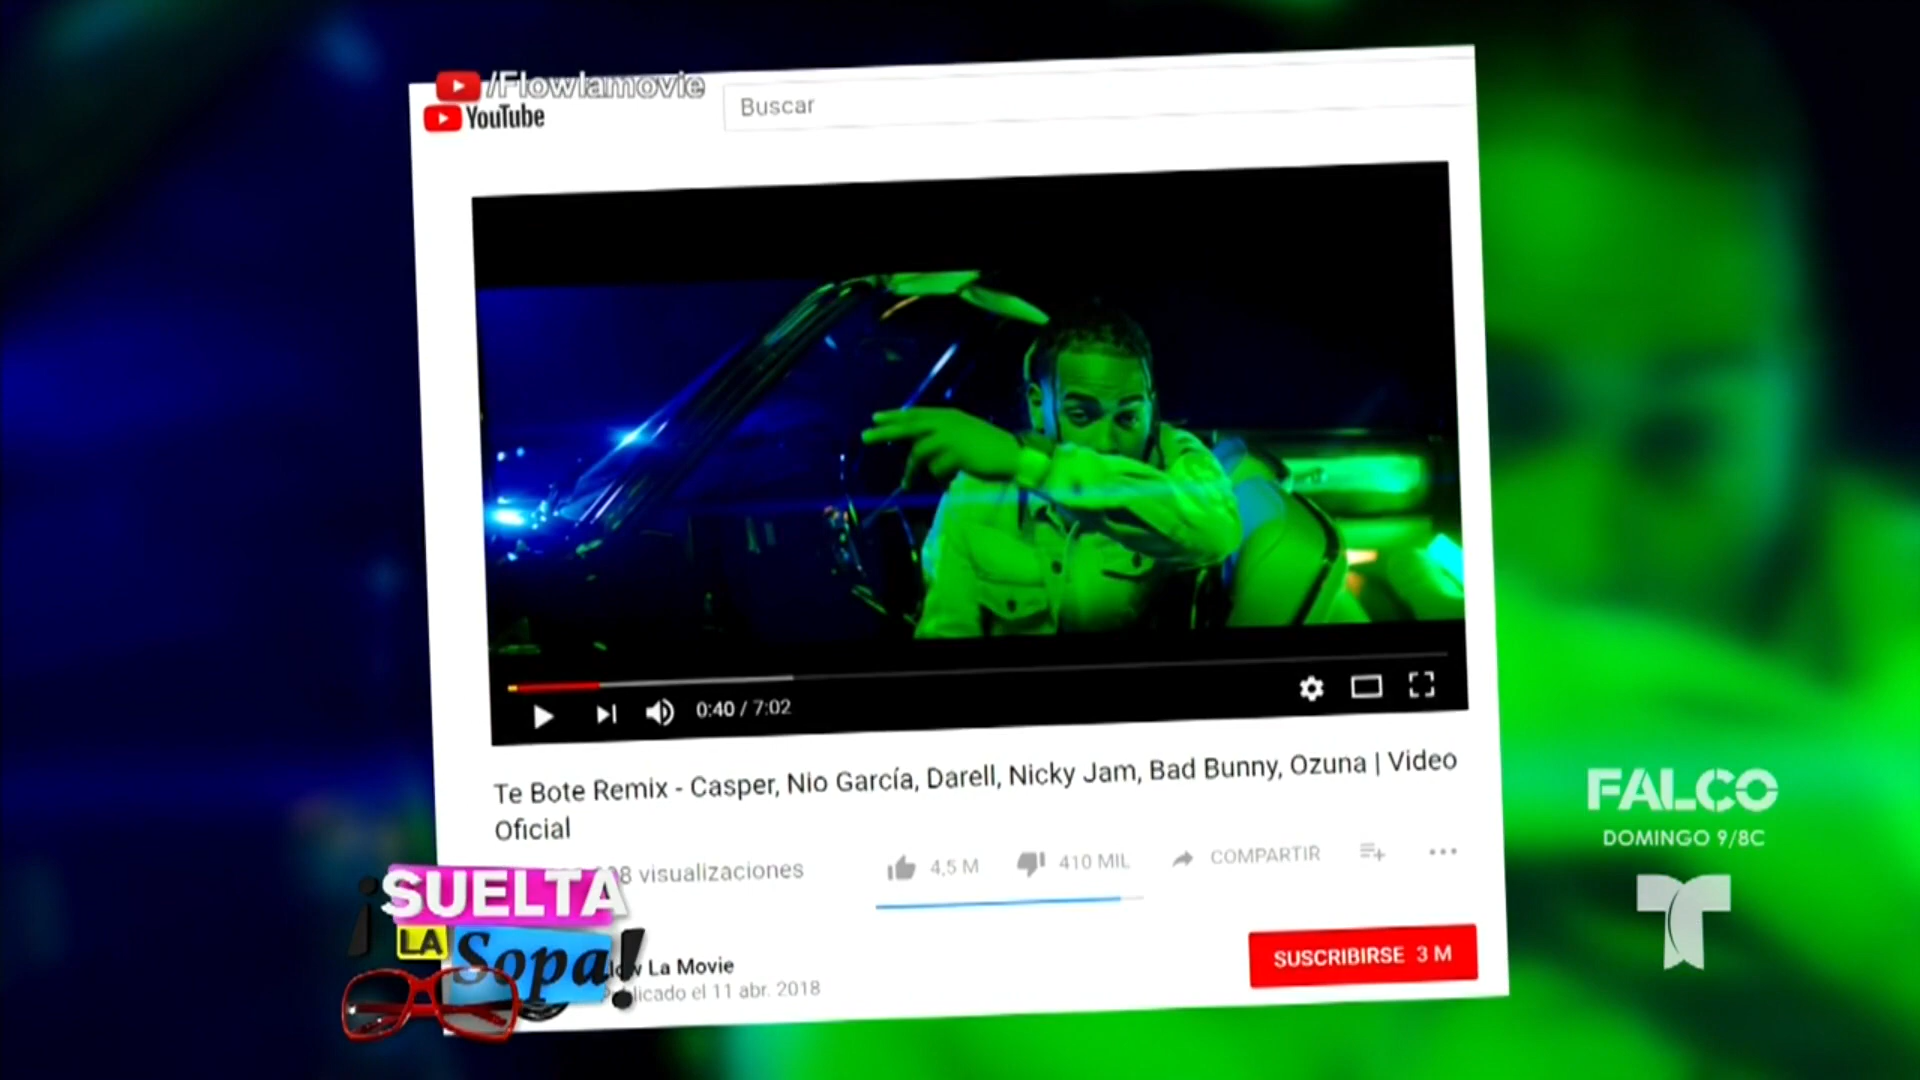 /Flowlamovie
YouTube
Buscar
0:40 / 7:02
Te Bote Remix - Casper, Nio García, Darell, Nicky Jam, Bad Bunny, Ozuna | Video
Oficial
visualizaciones
4,5 M
410 MIL
COMPARTIR
¡SUELTA
LA Sopa!
La Movie
el 11 abr. 2018
SUSCRIBIRSE 3 M
FALCO
DOMINGO 9/8C
T